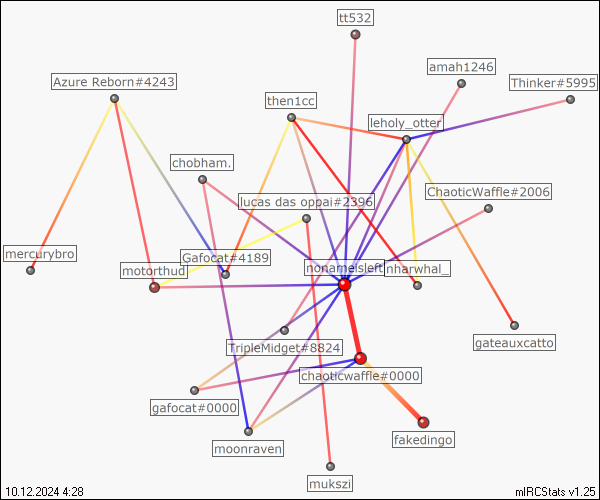 tt532
amah1246
Azure Reborn#4243
Thinker#5995
then1cc
leholy_otter
chobham.
ChaoticWaffle#2006
lucas das oppai#2396
mercurybro
Gafocat#4189
motorthud
nonameisleft
nharwhal_
TripleMidget#8824
gateauxcatto
chaoticwaffle#0000
gafocat#0000
fakedingo
moonraven
mukszi
10.12.2024 4:28
mIRCStats v1.25